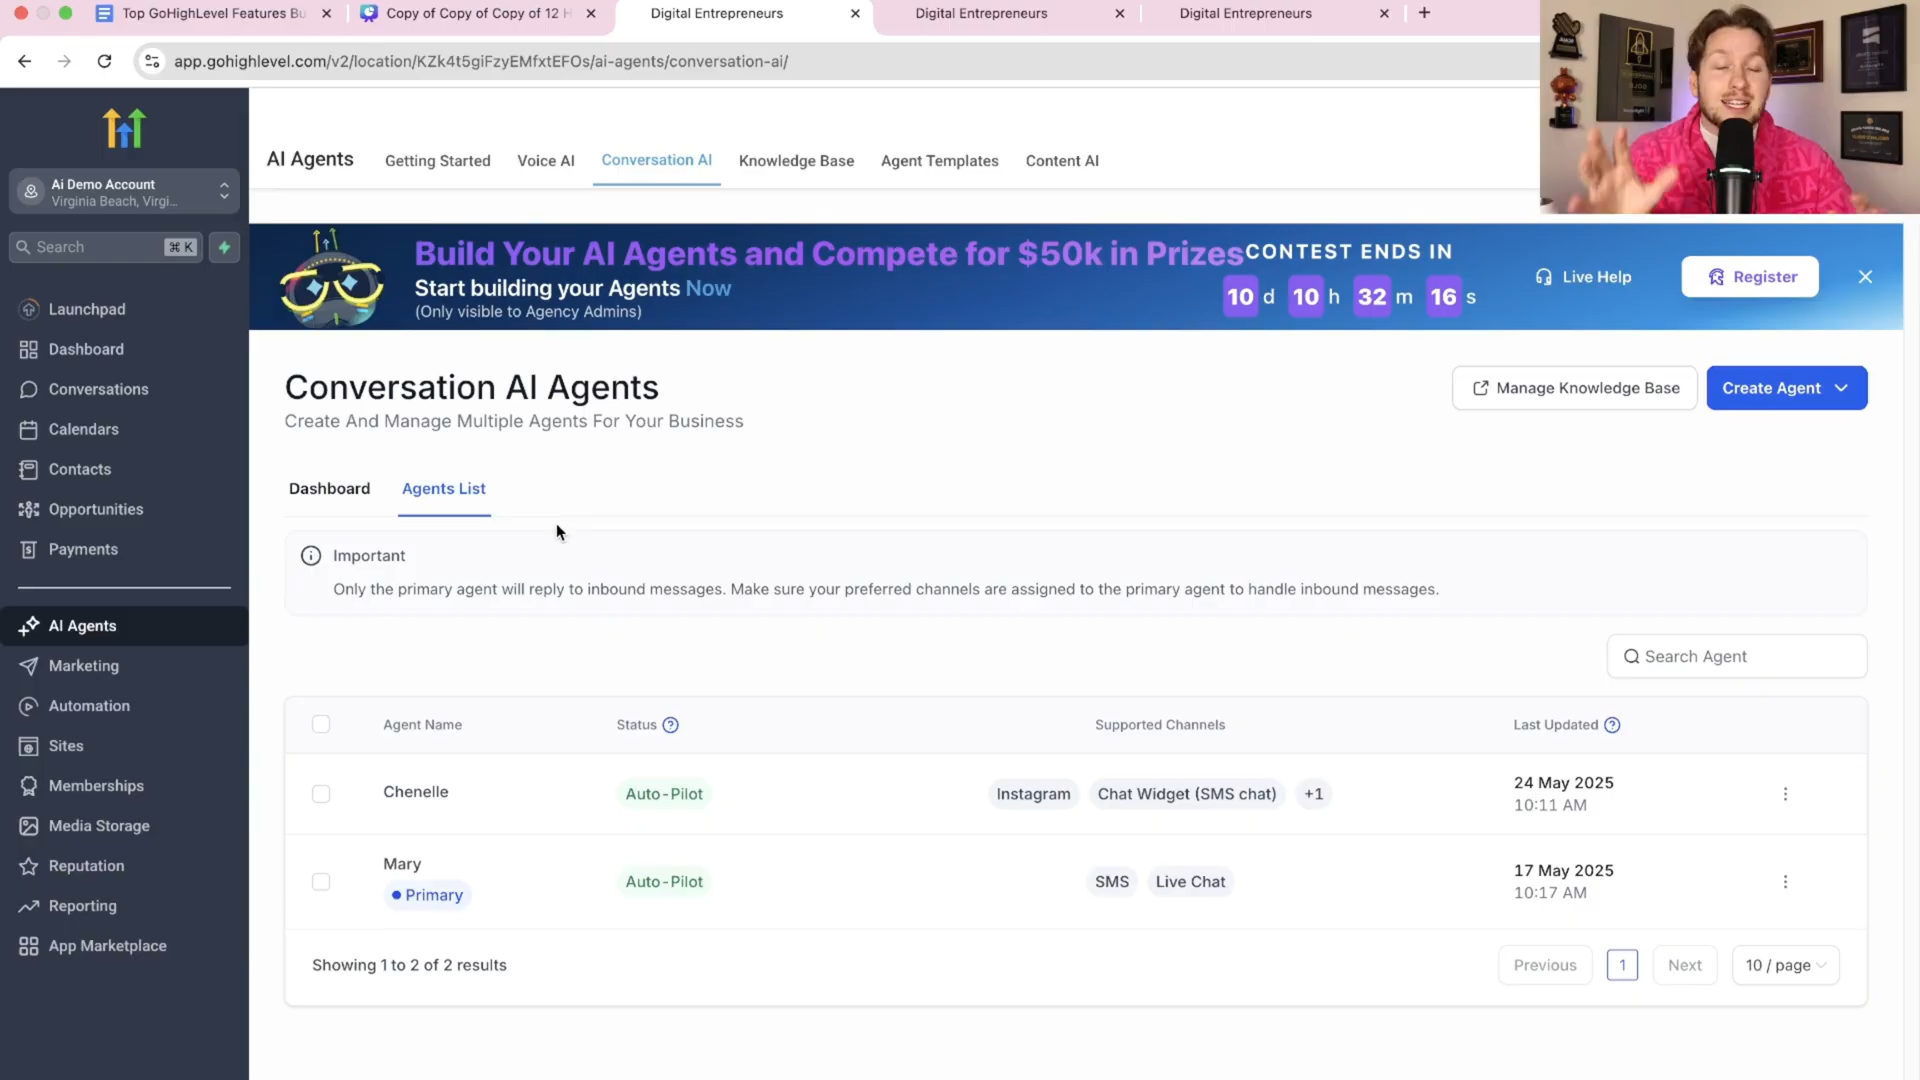 Top GoHighLevel Features Bu
Copy of Copy of Copy of 12 H
Digital Entrepreneurs
Digital Entrepreneurs
Digital Entrepreneurs
app.gohighlevel.com/v2/location/KZk4t5giFzyEMfxtEFOs/ai-agents/conversation-ai/
Ai Demo Account
Virginia Beach, Virgi...
Search ⌘ K
Launchpad
Dashboard
Conversations
Calendars
Contacts
Opportunities
Payments
AI Agents
Marketing
Automation
Sites
Memberships
Media Storage
Reputation
Reporting
App Marketplace
AI Agents
Getting Started
Voice AI
Conversation AI
Knowledge Base
Agent Templates
Content AI
Build Your AI Agents and Compete for $50k in Prizes
Start building your Agents Now
(Only visible to Agency Admins)
CONTEST ENDS IN
10 d 10 h 32 m 16 s
Live Help
Register
Conversation AI Agents
Create And Manage Multiple Agents For Your Business
Manage Knowledge Base
Create Agent
Dashboard
Agents List
Important
Only the primary agent will reply to inbound messages. Make sure your preferred channels are assigned to the primary agent to handle inbound messages.
Search Agent
Agent Name
Status
Supported Channels
Last Updated
Chenelle
Auto-Pilot
Instagram
Chat Widget (SMS chat)
+1
24 May 2025
10:11 AM
Mary
Primary
Auto-Pilot
SMS
Live Chat
17 May 2025
10:17 AM
Showing 1 to 2 of 2 results
Previous
1
Next
10 / page